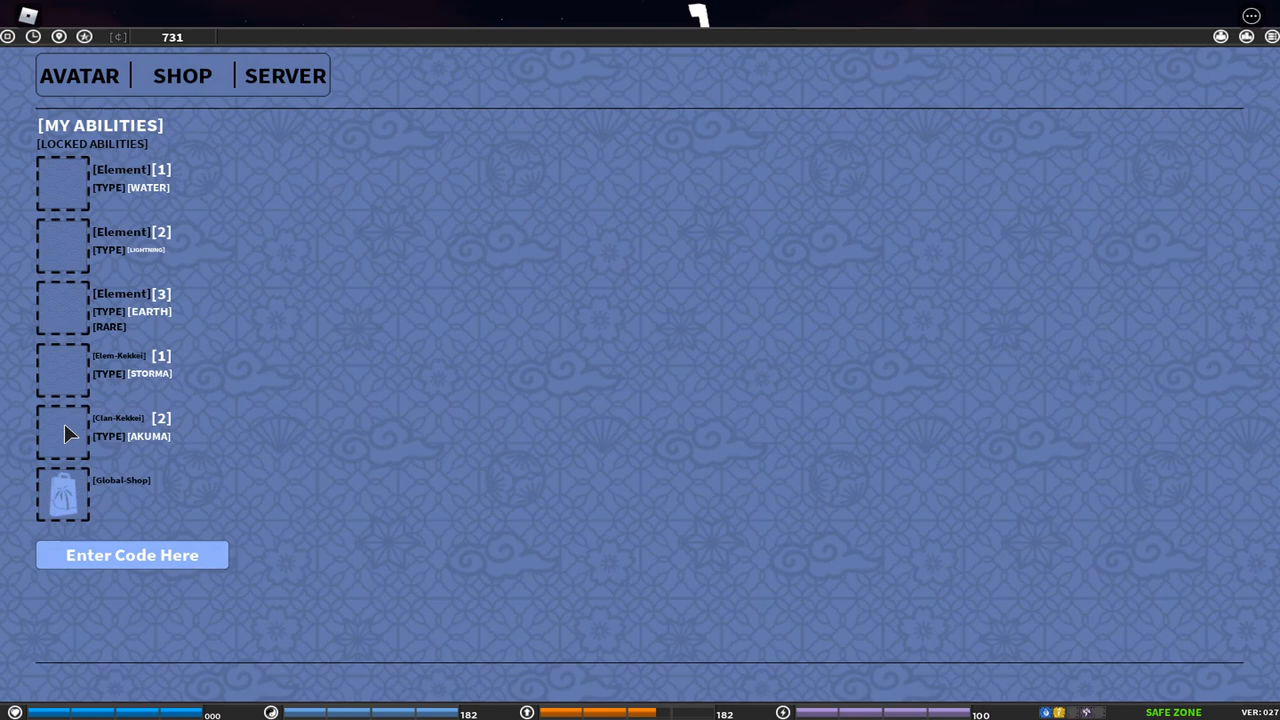 [¢] 731
AVATAR SHOP SERVER
[MY ABILITIES]
[LOCKED ABILITIES]
[Element] [1]
[TYPE] [WATER]
[Element] [2]
[TYPE] [LIGHTNING]
[Element] [3]
[TYPE] [EARTH]
[RARE]
[Elem-Kekkei] [1]
[TYPE] [STORMA]
[Clan-Kekkei] [2]
[TYPE] [AKUMA]
[Global-Shop]
Enter Code Here
000 182 182 100 SAFE ZONE VER:027